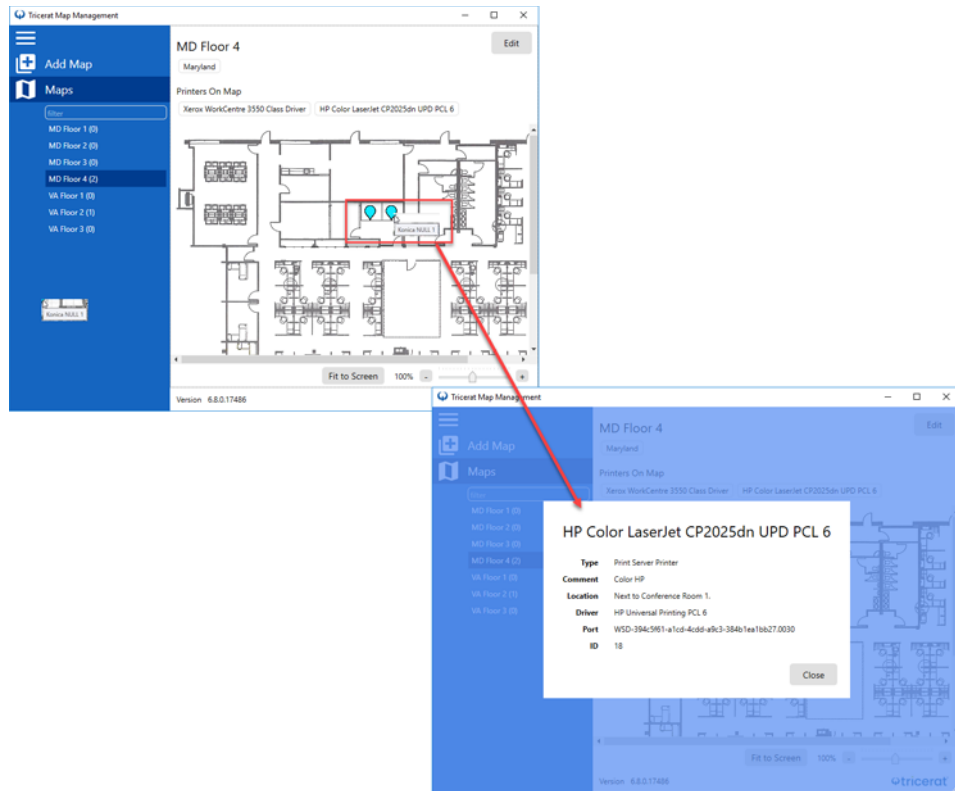 Tricerat Map Management
Add Map
Maps
filter
MD Floor 1 (0)
MD Floor 2 (0)
MD Floor 3 (0)
MD Floor 4 (2)
VA Floor 1 (0)
VA Floor 2 (1)
VA Floor 3 (0)
Konica NULL 1
MD Floor 4
Edit
Maryland
Printers On Map
Xerox WorkCentre 3550 Class Driver
HP Color LaserJet CP2025dn UPD PCL 6
Konica NULL 1
Fit to Screen 100% - +
Version 6.8.0.17486
Tricerat Map Management
Add Map
Maps
filter
MD Floor 1 (0)
MD Floor 2 (0)
MD Floor 3 (0)
MD Floor 4 (2)
VA Floor 1 (0)
VA Floor 2 (1)
VA Floor 3 (0)
MD Floor 4
Edit
Maryland
Printers On Map
Xerox WorkCentre 3550 Class Driver
HP Color LaserJet CP2025dn UPD PCL 6
HP Color LaserJet CP2025dn UPD PCL 6
Type Print Server Printer
Comment Color HP
Location Next to Conference Room 1.
Driver HP Universal Printing PCL 6
Port WSD-394c5f61-a1cd-4cdd-a9c3-384b1ea1bb27.0030
ID 18
Close
Fit to Screen 100% - +
Version 6.8.0.17486
tricerat